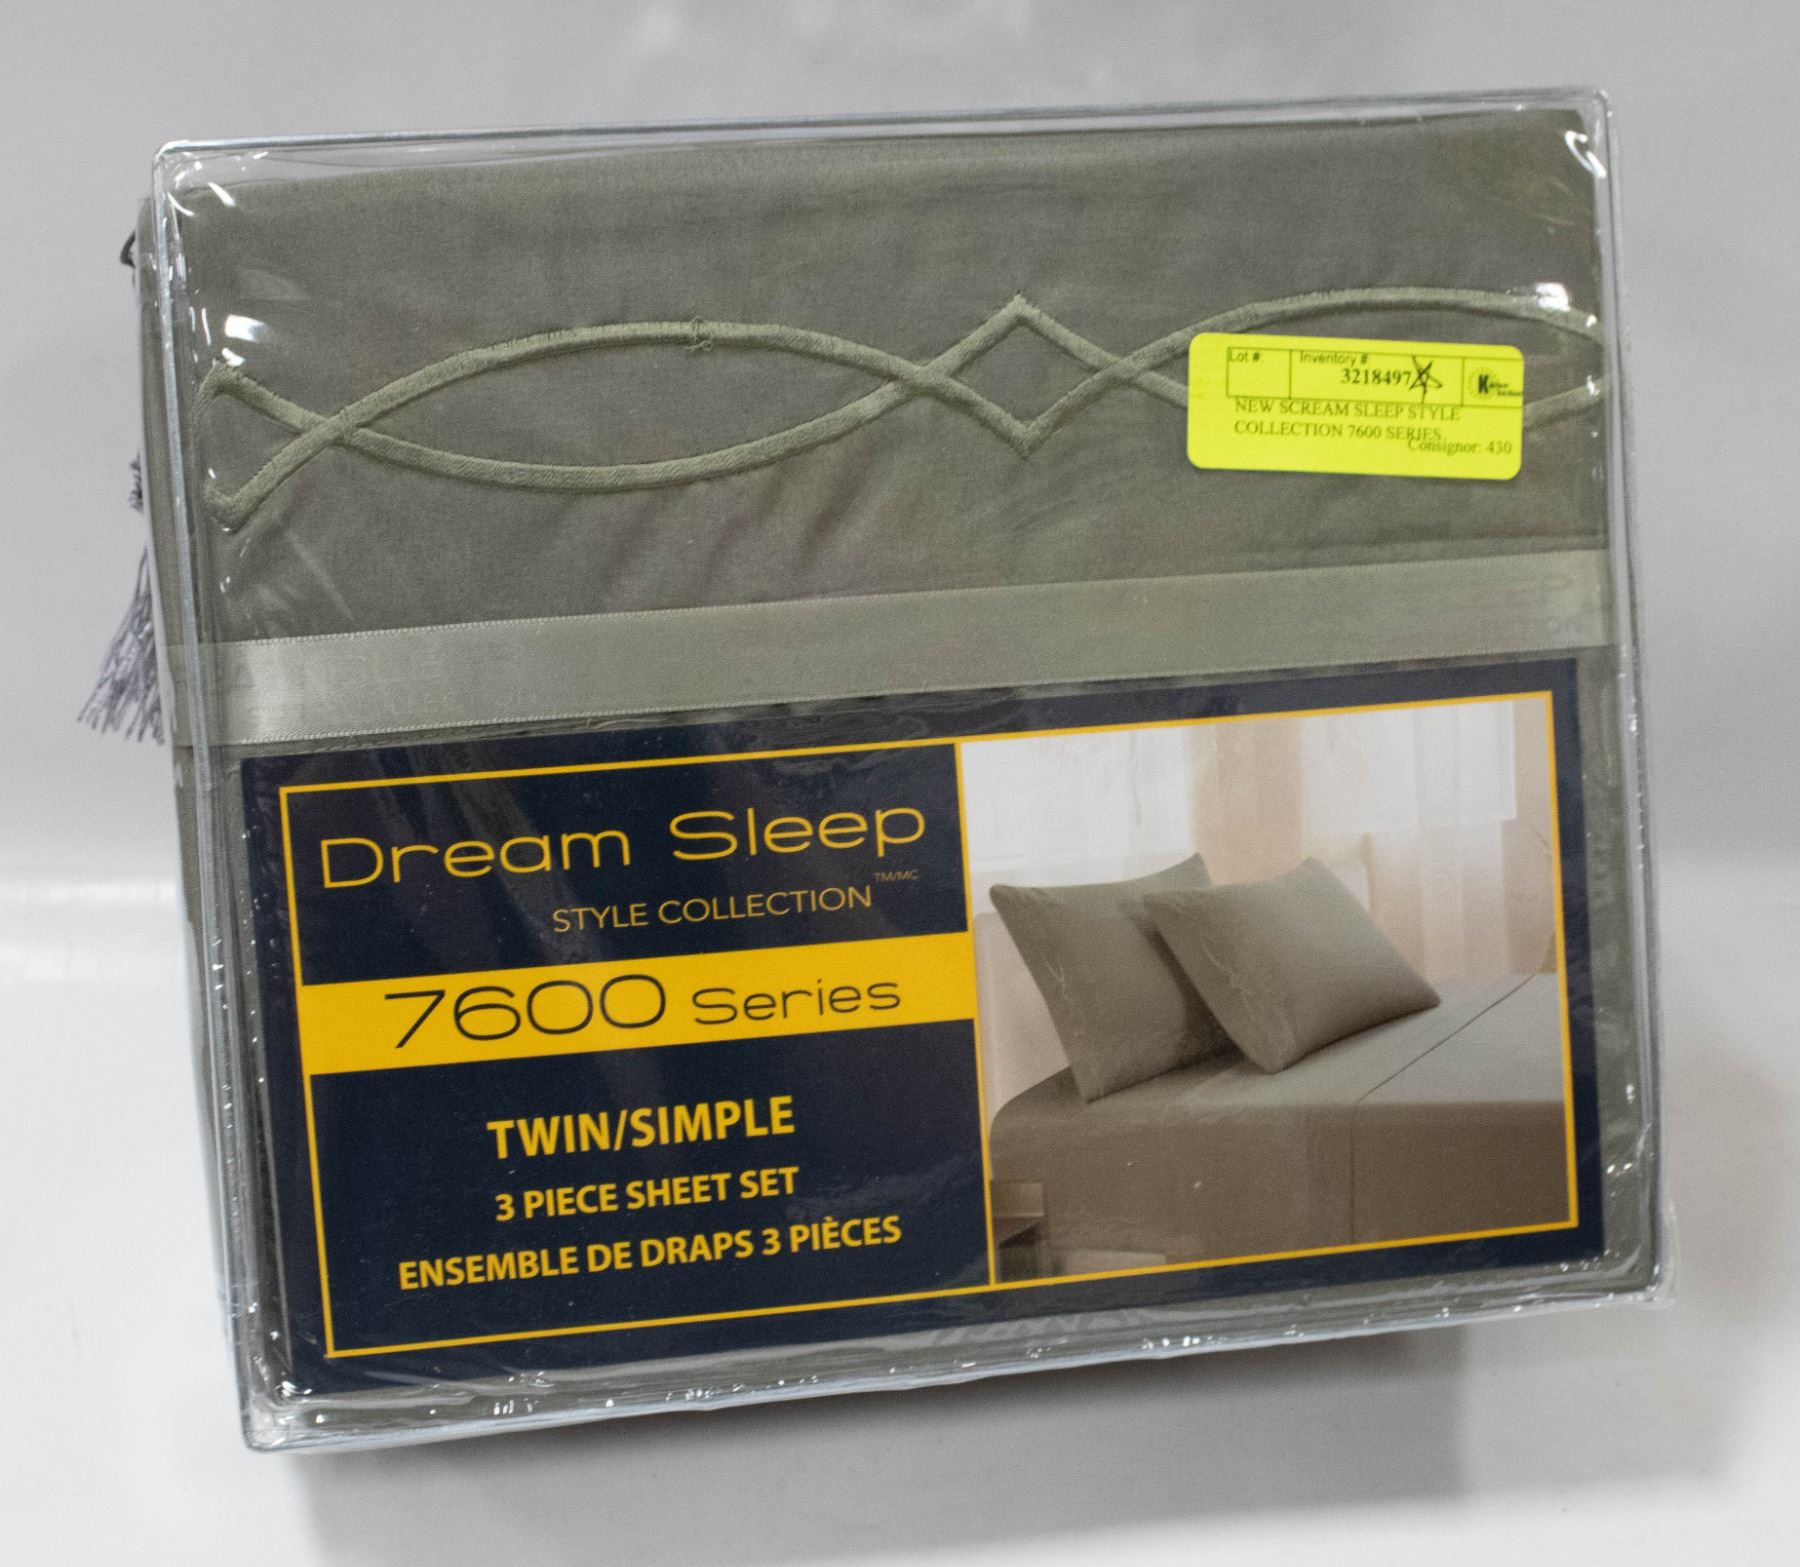 Lot #:
Inventory #
3218497
NEW SCREAM SLEEP STYLE
COLLECTION 7600 SERIES
Consignor: 430
Dream Sleep
TM/MC
STYLE COLLECTION
7600 Series
TWIN/SIMPLE
3 PIECE SHEET SET
ENSEMBLE DE DRAPS 3 PIÈCES